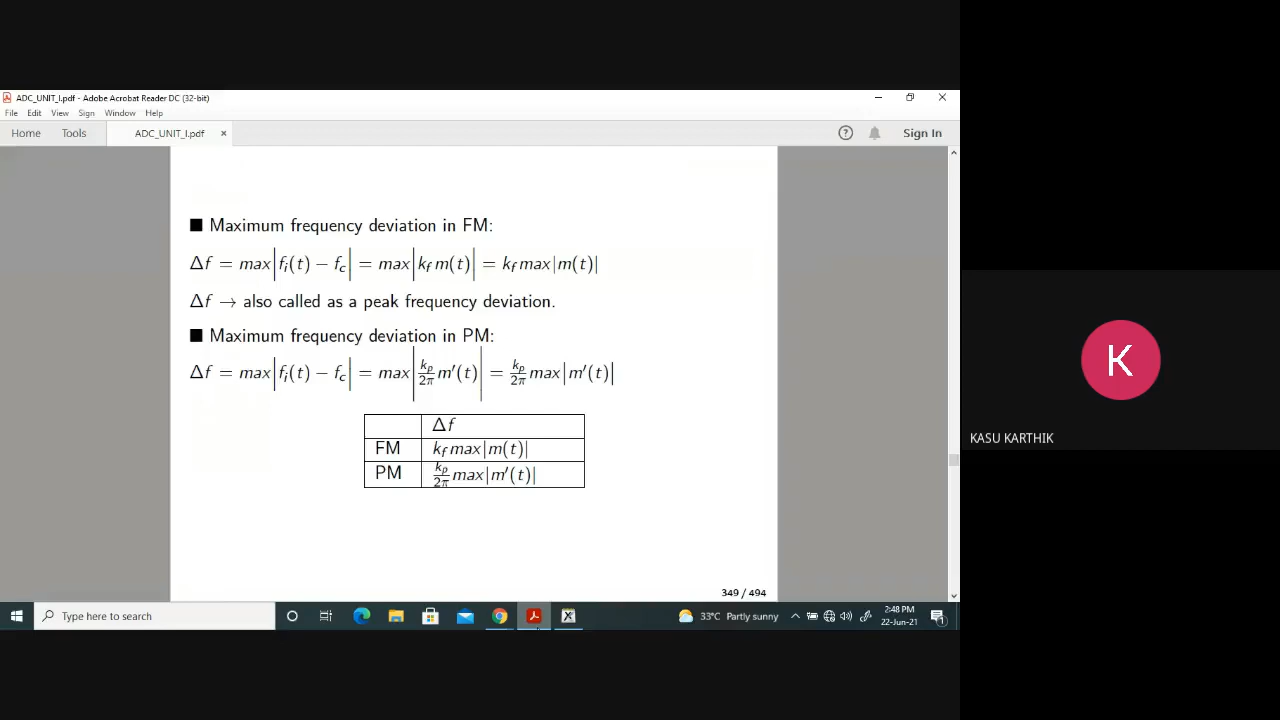 ADC_UNIT_I.pdf - Adobe Acrobat Reader DC (32-bit)
File Edit View Sign Window Help
Home Tools ADC_UNIT_I.pdf × Sign In
■ Maximum frequency deviation in FM:
Δf = max|f_i(t) − f_c| = max|k_f m(t)| = k_f max|m(t)|
Δf → also called as a peak frequency deviation.
■ Maximum frequency deviation in PM:
Δf = max|f_i(t) − f_c| = max|k_p/2π m′(t)| = k_p/2π max|m′(t)|
Δf
FM k_f max|m(t)|
PM k_p/2π max|m′(t)|
349 / 494
K
KASU KARTHIK
Type here to search
33°C Partly sunny
2:48 PM
22-Jun-21
1